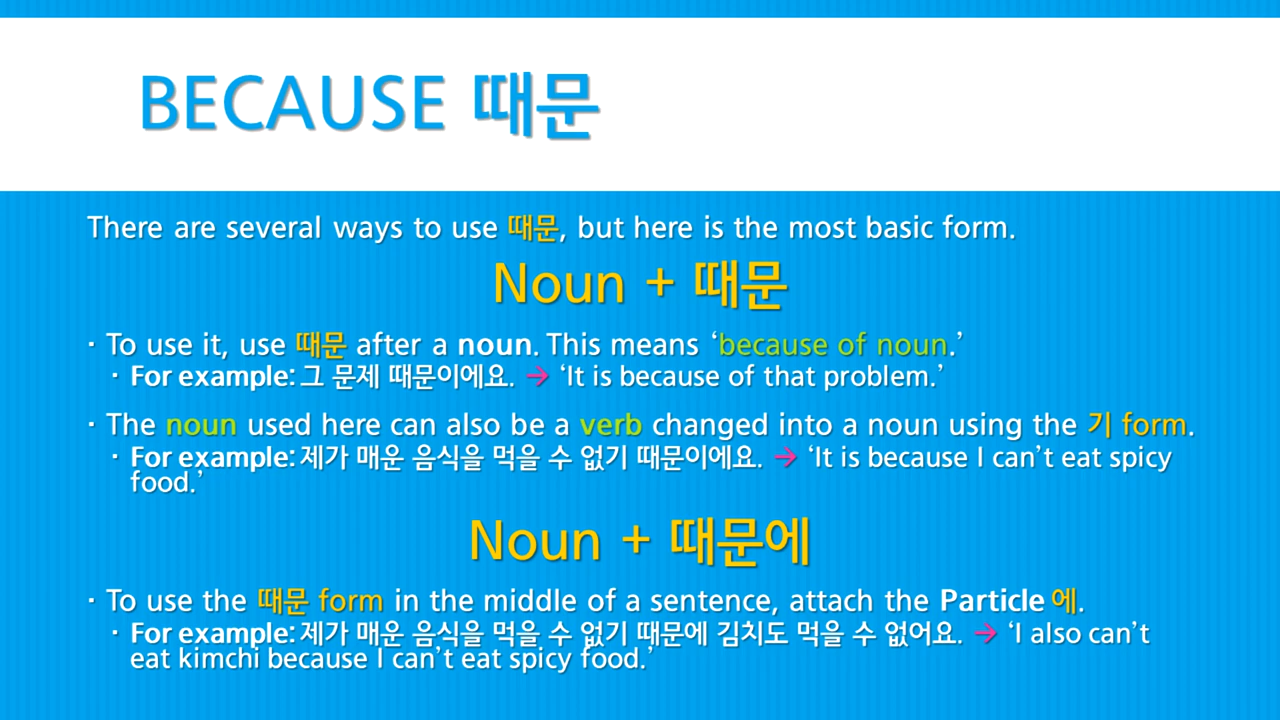 BECAUSE 때문
There are several ways to use 때문, but here is the most basic form.
Noun + 때문
· To use it, use 때문 after a noun. This means ‘because of noun.’
· For example: 그 문제 때문이에요. → ‘It is because of that problem.’
· The noun used here can also be a verb changed into a noun using the 기 form.
· For example: 제가 매운 음식을 먹을 수 없기 때문이에요. → ‘It is because I can’t eat spicy
food.’
Noun + 때문에
· To use the 때문 form in the middle of a sentence, attach the Particle 에.
· For example: 제가 매운 음식을 먹을 수 없기 때문에 김치도 먹을 수 없어요. → ‘I also can’t
eat kimchi because I can’t eat spicy food.’